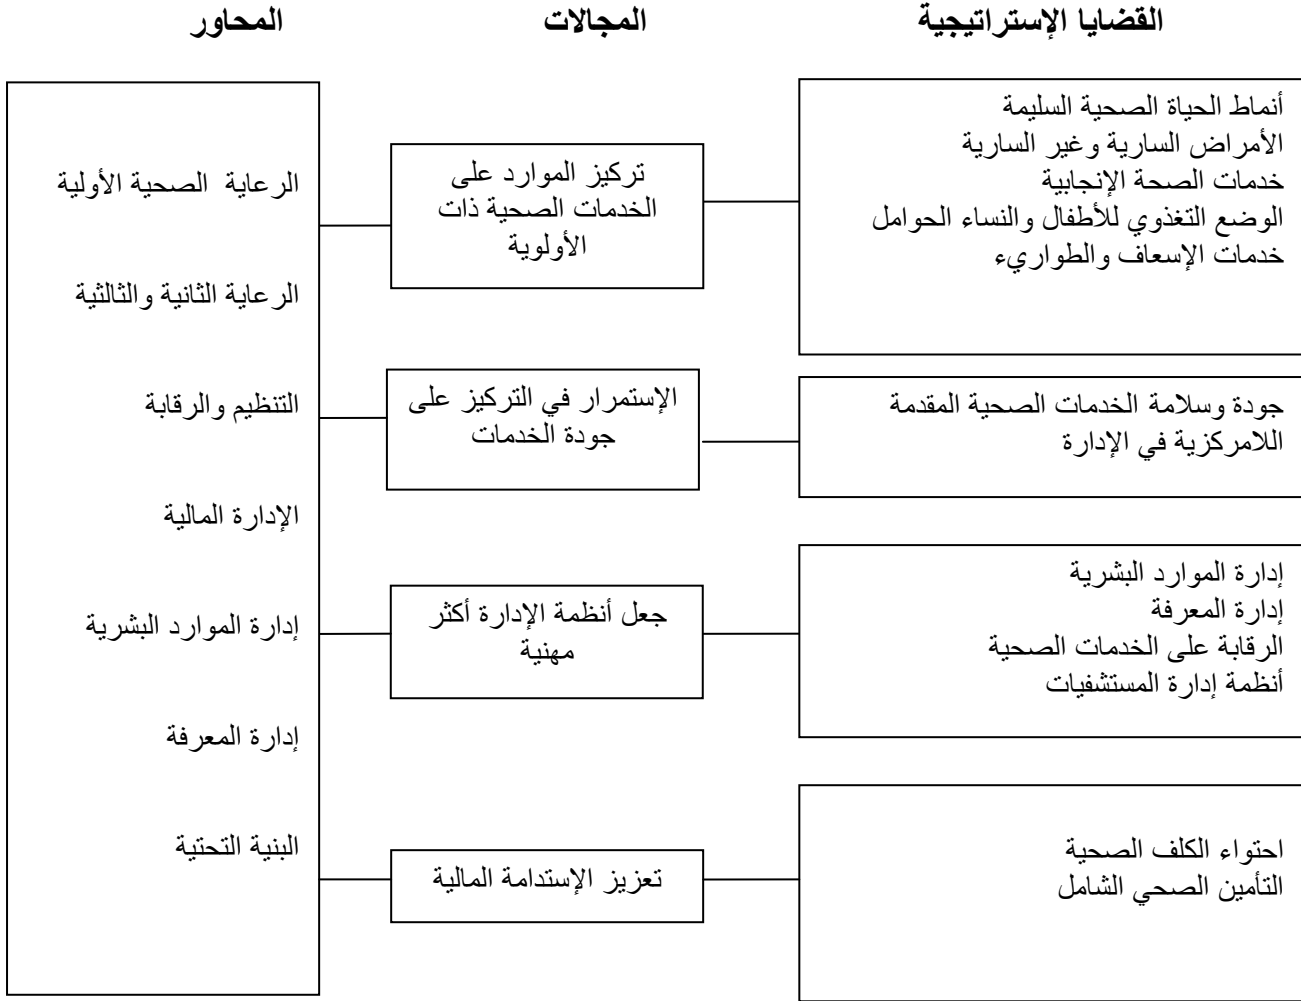 القضايا الإستراتيجية
المجالات
المحاور
أنماط الحياة الصحية السليمة
الأمراض السارية وغير السارية
خدمات الصحة الإنجابية
الوضع التغذوي للأطفال والنساء الحوامل
خدمات الإسعاف والطواريء
جودة وسلامة الخدمات الصحية المقدمة
اللامركزية في الإدارة
إدارة الموارد البشرية
إدارة المعرفة
الرقابة على الخدمات الصحية
أنظمة إدارة المستشفيات
احتواء الكلف الصحية
التأمين الصحي الشامل
تركيز الموارد على
الخدمات الصحية ذات
الأولوية
الإستمرار في التركيز على
جودة الخدمات
جعل أنظمة الإدارة أكثر
مهنية
تعزيز الإستدامة المالية
الرعاية الصحية الأولية
الرعاية الثانية والثالثية
التنظيم والرقابة
الإدارة المالية
إدارة الموارد البشرية
إدارة المعرفة
البنية التحتية